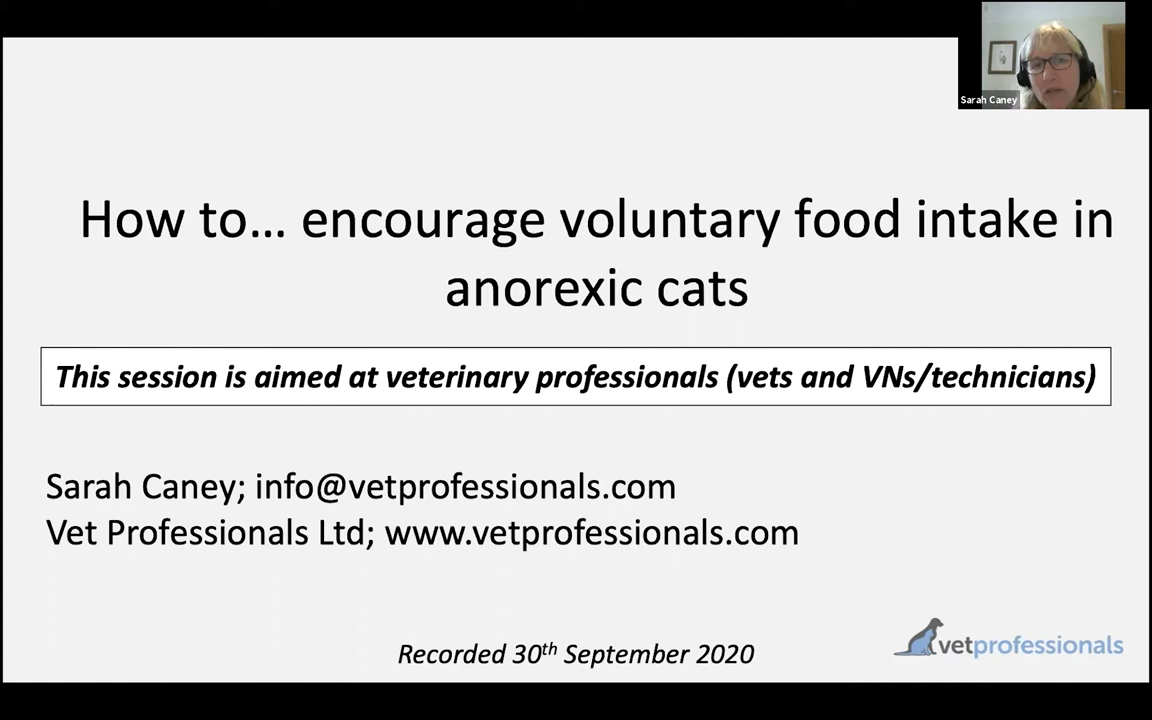 Sarah Caney
How to… encourage voluntary food intake in
anorexic cats
This session is aimed at veterinary professionals (vets and VNs/technicians)
Sarah Caney; info@vetprofessionals.com
Vet Professionals Ltd; www.vetprofessionals.com
Recorded 30th September 2020
vetprofessionals